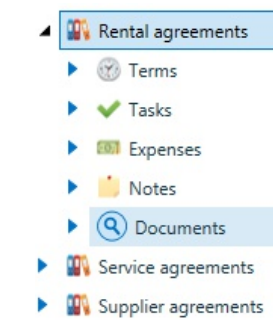 Rental agreements
Terms
Tasks
Expenses
Notes
Documents
Service agreements
Supplier agreements